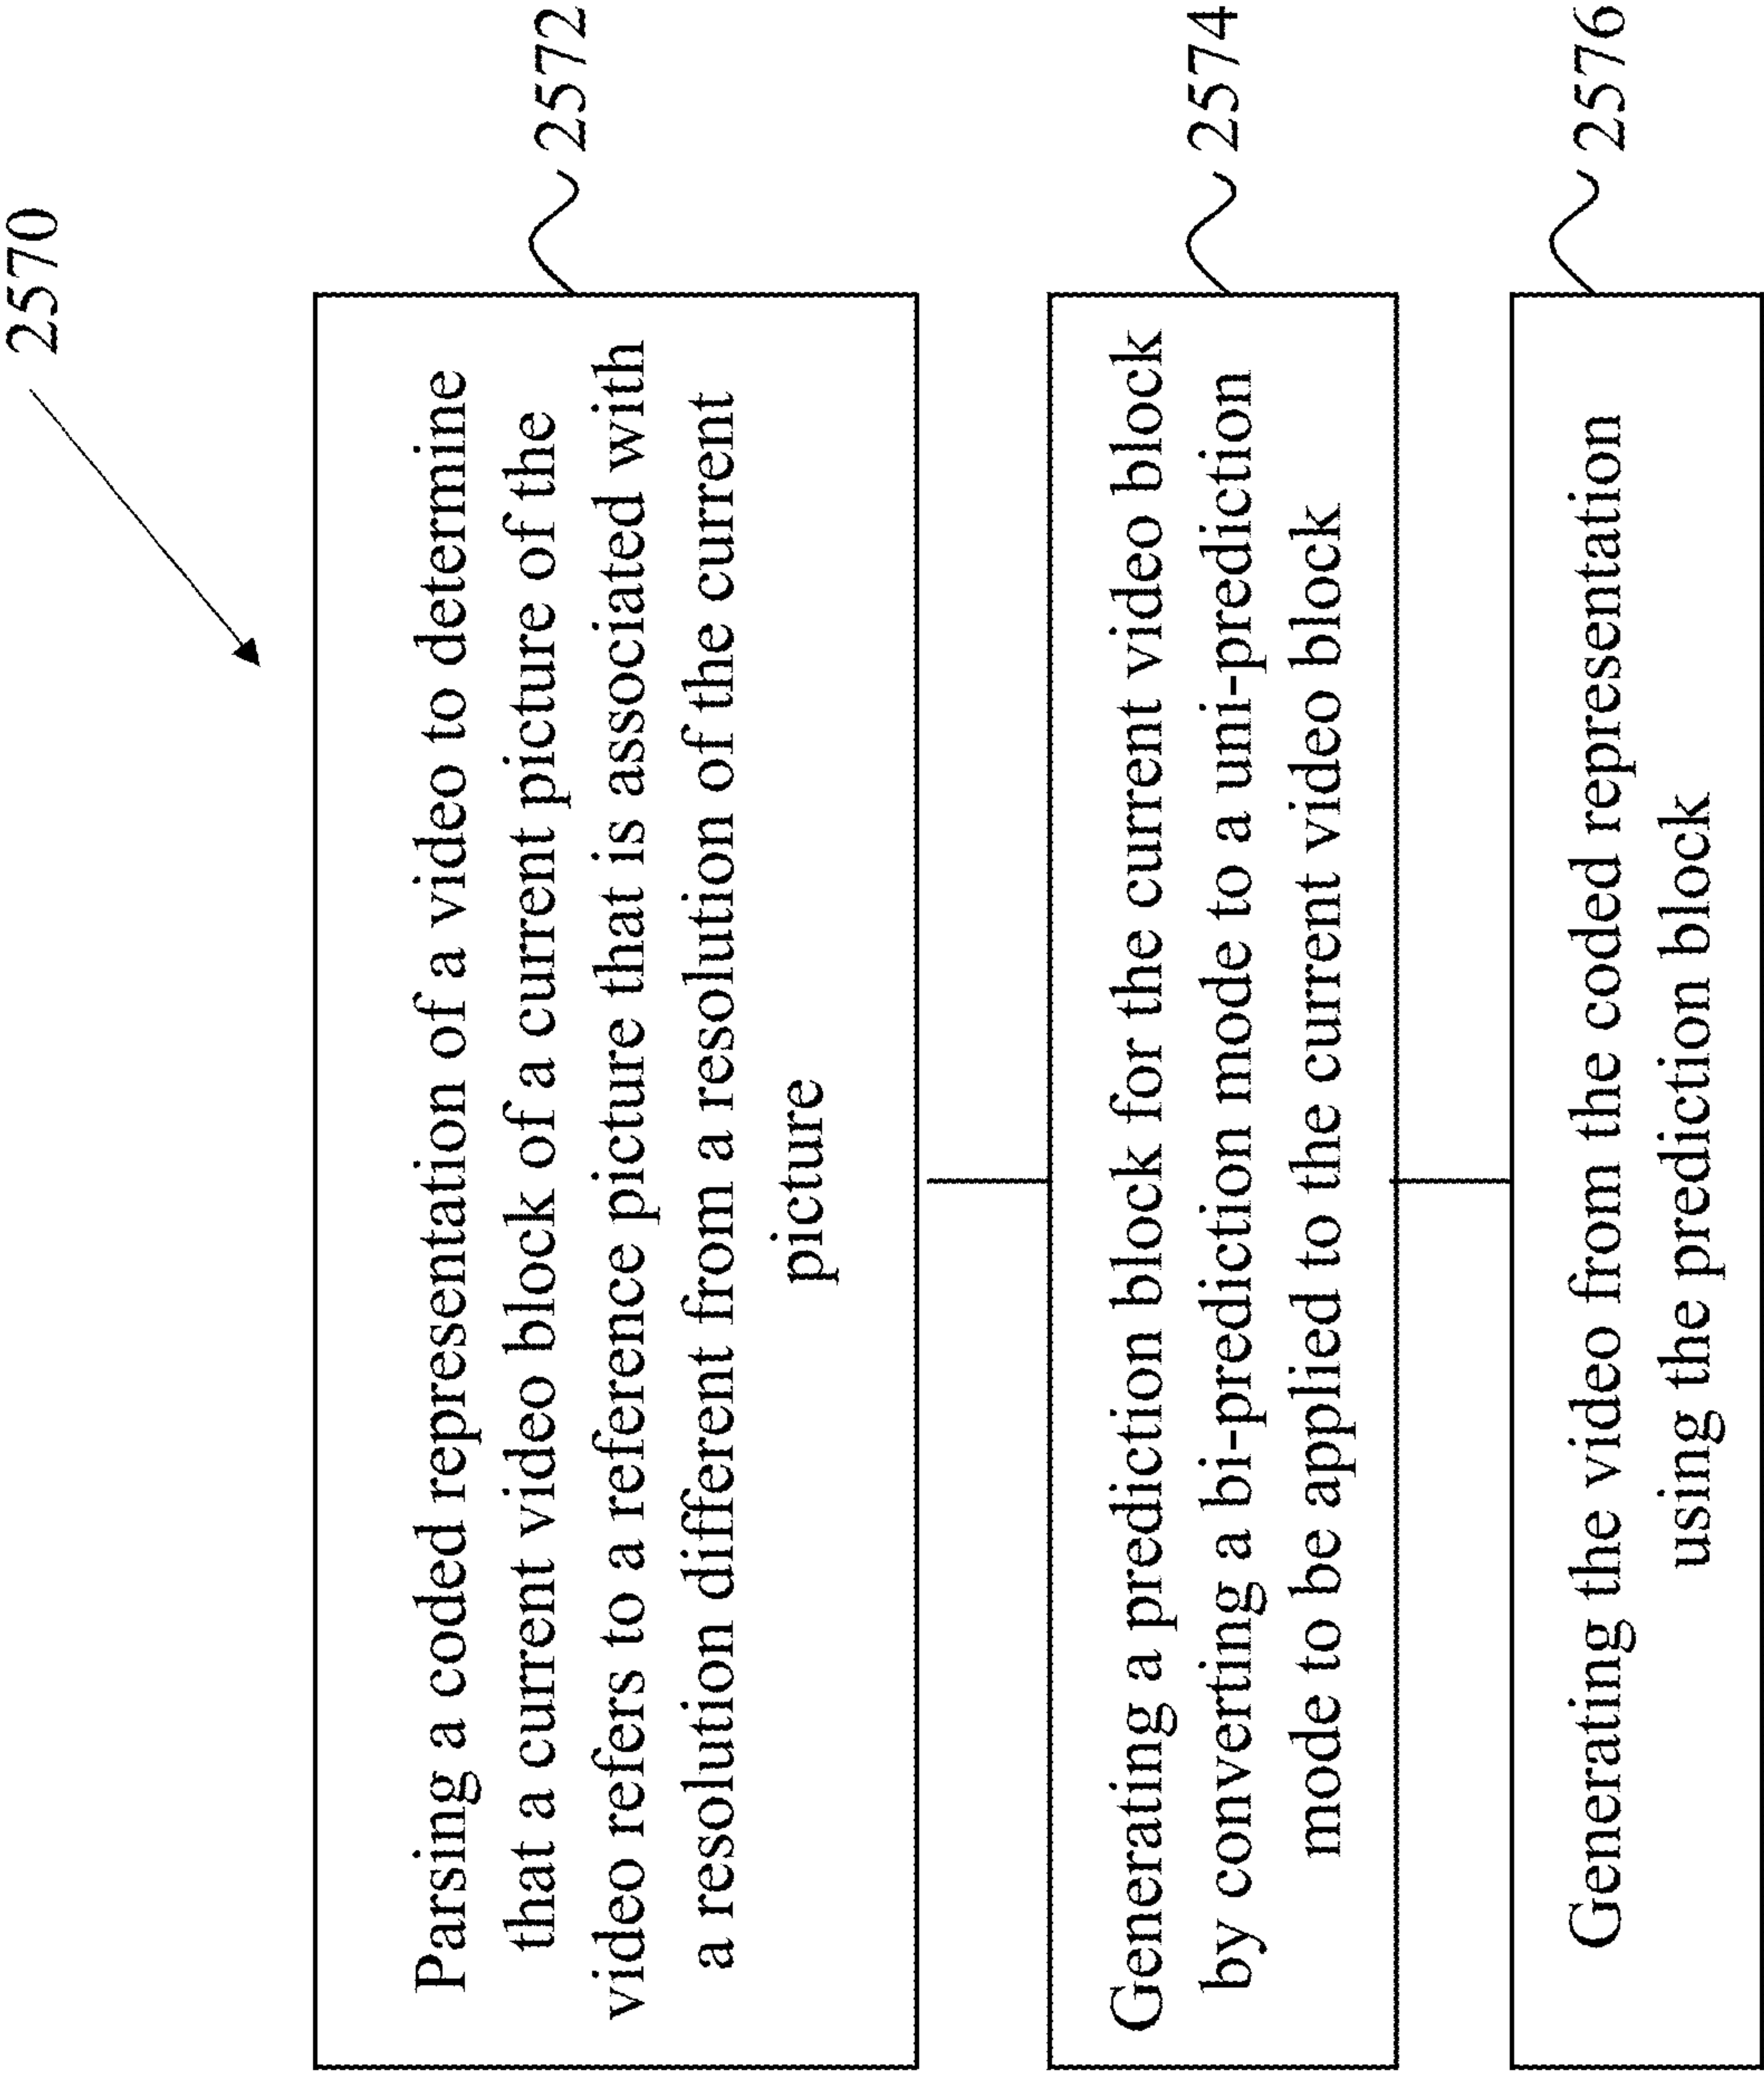 2570
Parsing a coded representation of a video to determine
that a current video block of a current picture of the
video refers to a reference picture that is associated with
a resolution different from a resolution of the current
picture
2572
Generating a prediction block for the current video block
by converting a bi-prediction mode to a uni-prediction
mode to be applied to the current video block
2574
Generating the video from the coded representation
using the prediction block
2576